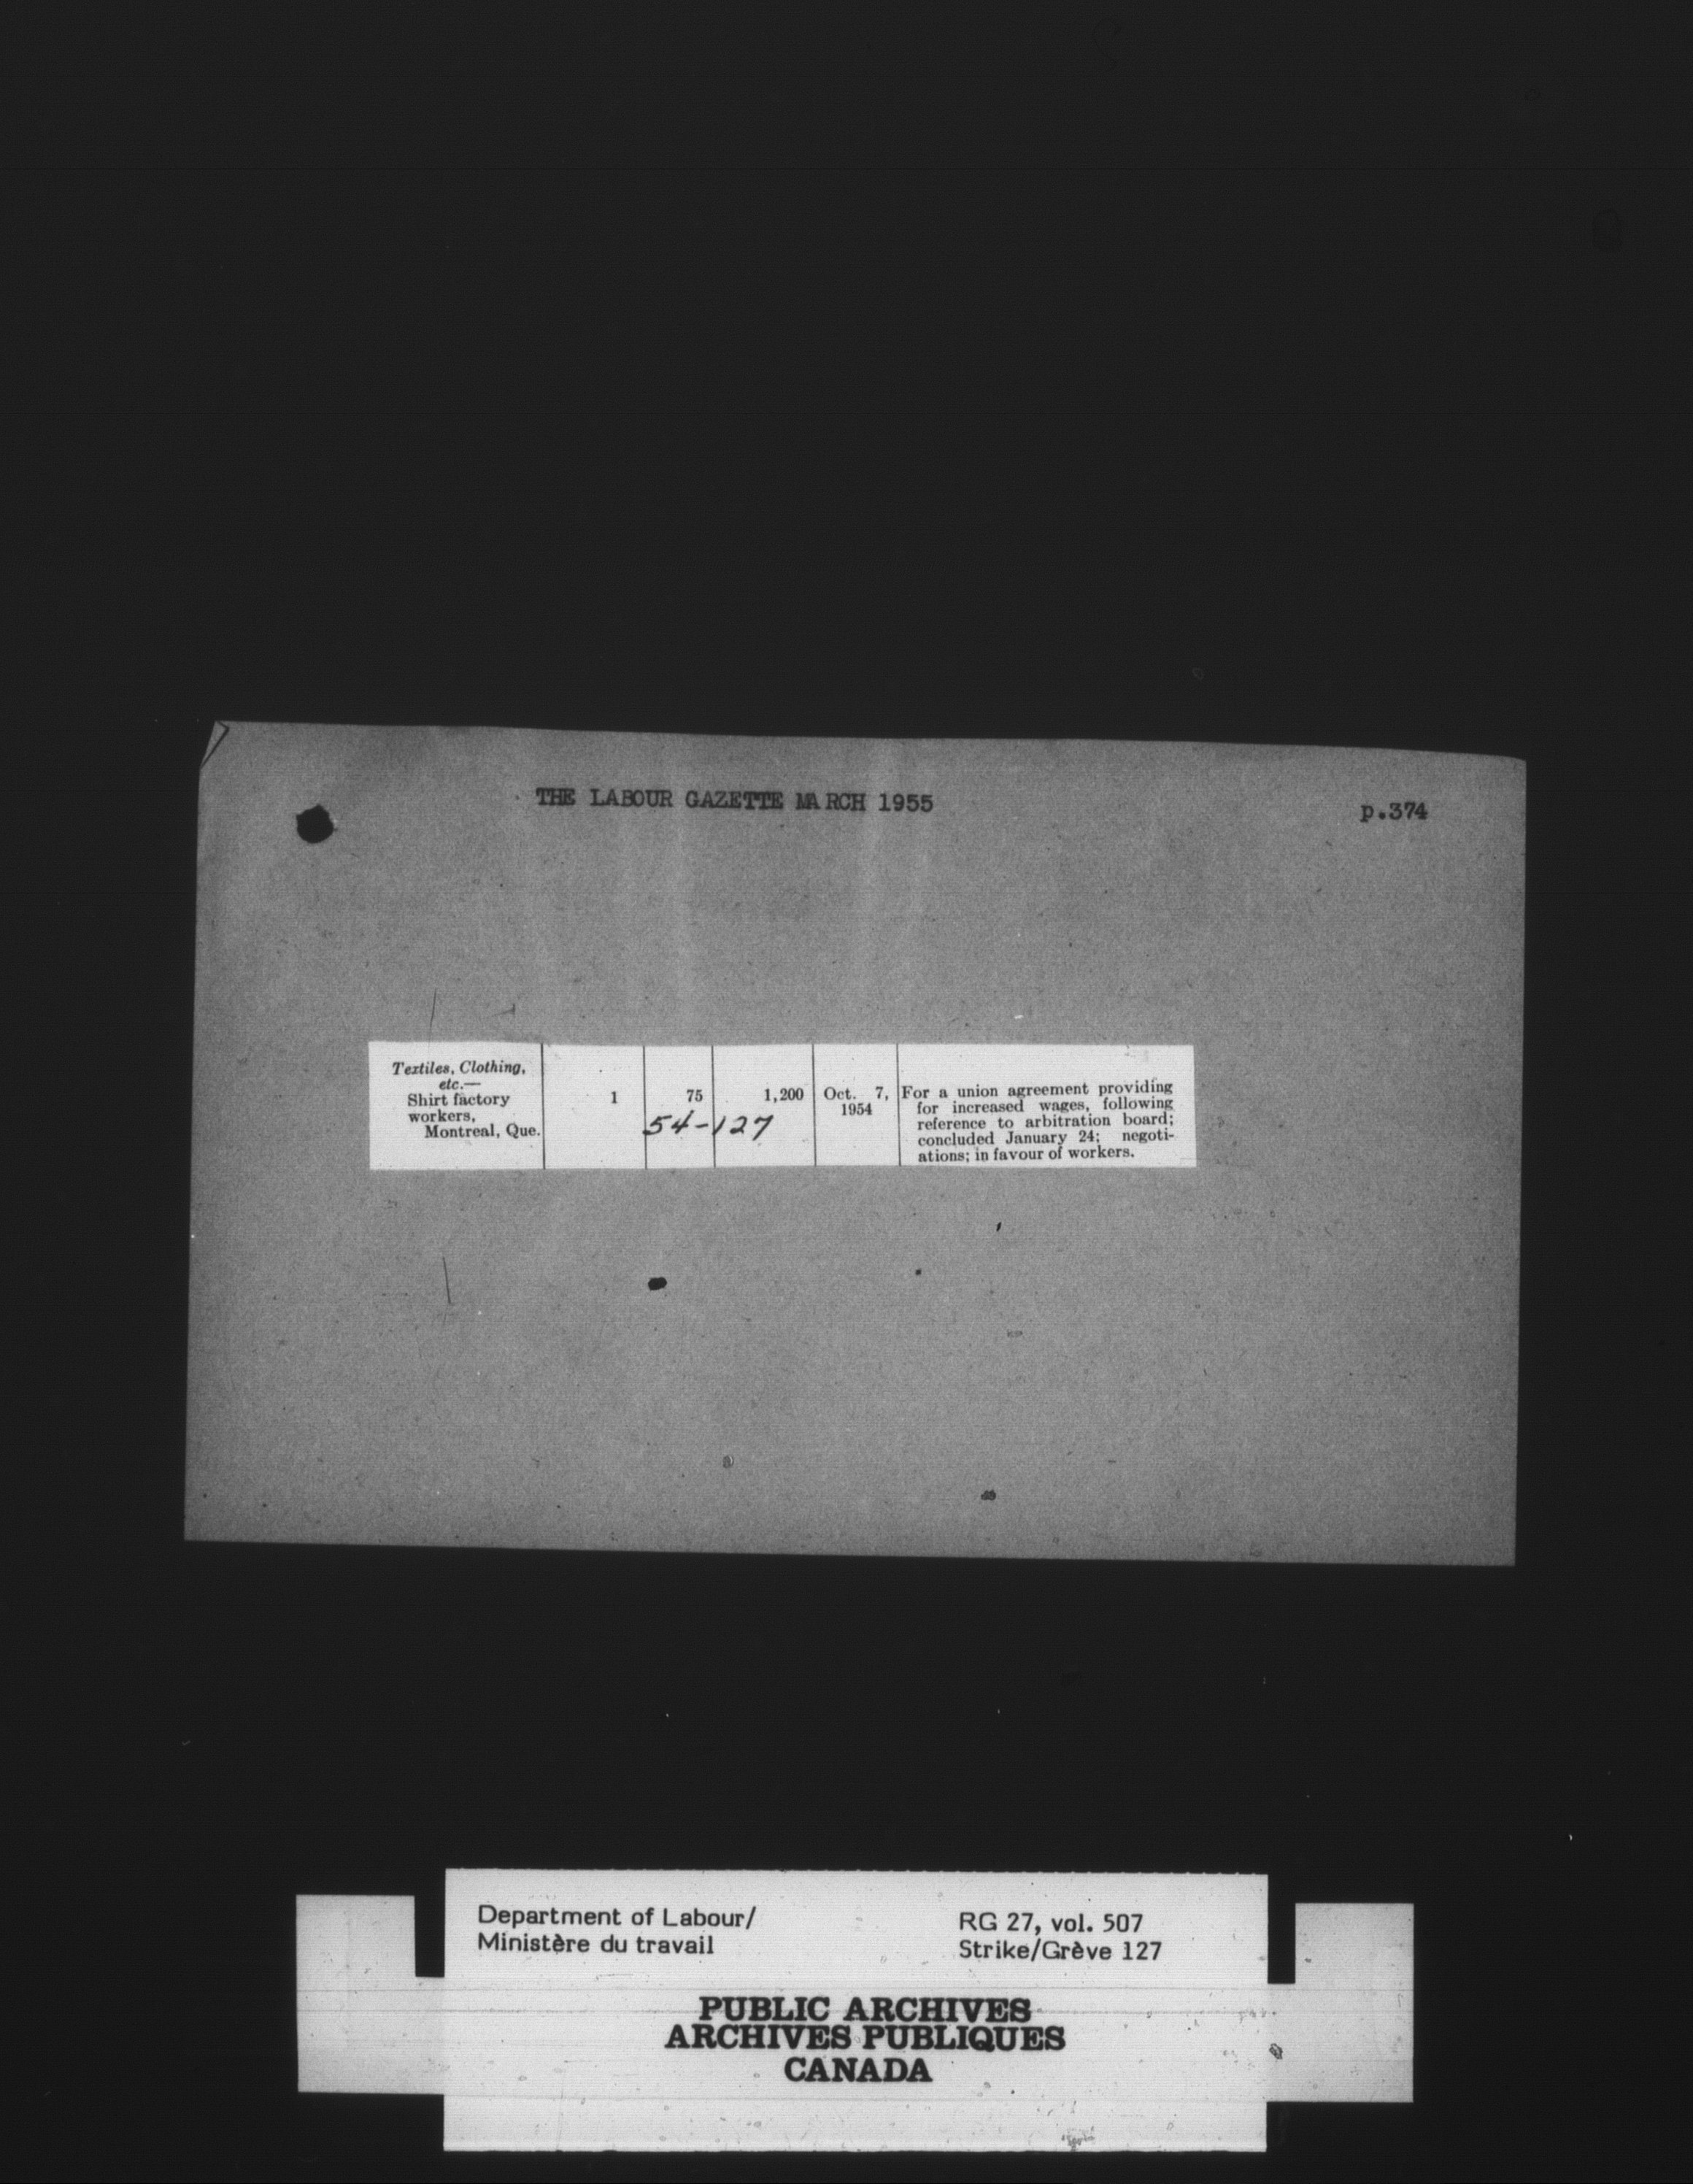 THE LABOUR GAZETTE MARCH 1955
p.374
Textiles, Clothing,
etc.—
Shirt factory
workers,
Montreal, Que.
1
75
1,200
54-127
Oct. 7,
1954
For a union agreement providing
for increased wages, following
reference to arbitration board;
concluded January 24; negoti-
ations; in favour of workers.
Department of Labour/
Ministère du travail
RG 27, vol. 507
Strike/Grève 127
PUBLIC ARCHIVES
ARCHIVES PUBLIQUES
CANADA